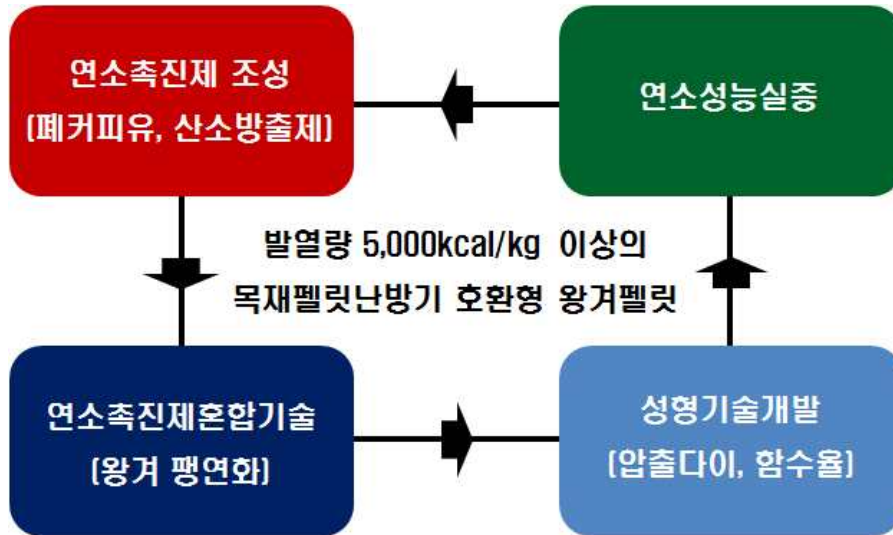 연소촉진제 조성
(폐커피유, 산소방출제)
연소성능실증
발열량 5,000kcal/kg 이상의
목재펠릿난방기 호환형 왕겨펠릿
연소촉진제혼합기술
(왕겨 팽연화)
성형기술개발
(압출다이, 함수율)